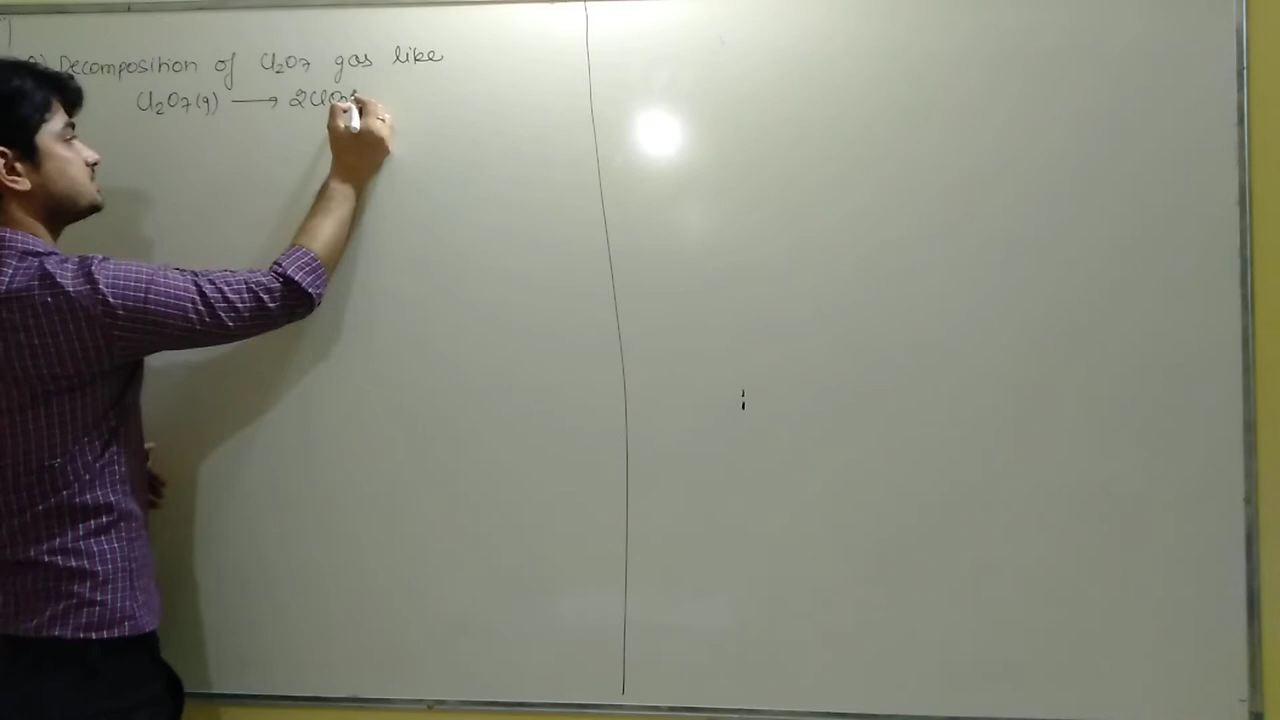 Decomposition of Cl2O7 gas like
Cl2O7(g) → 2ClO